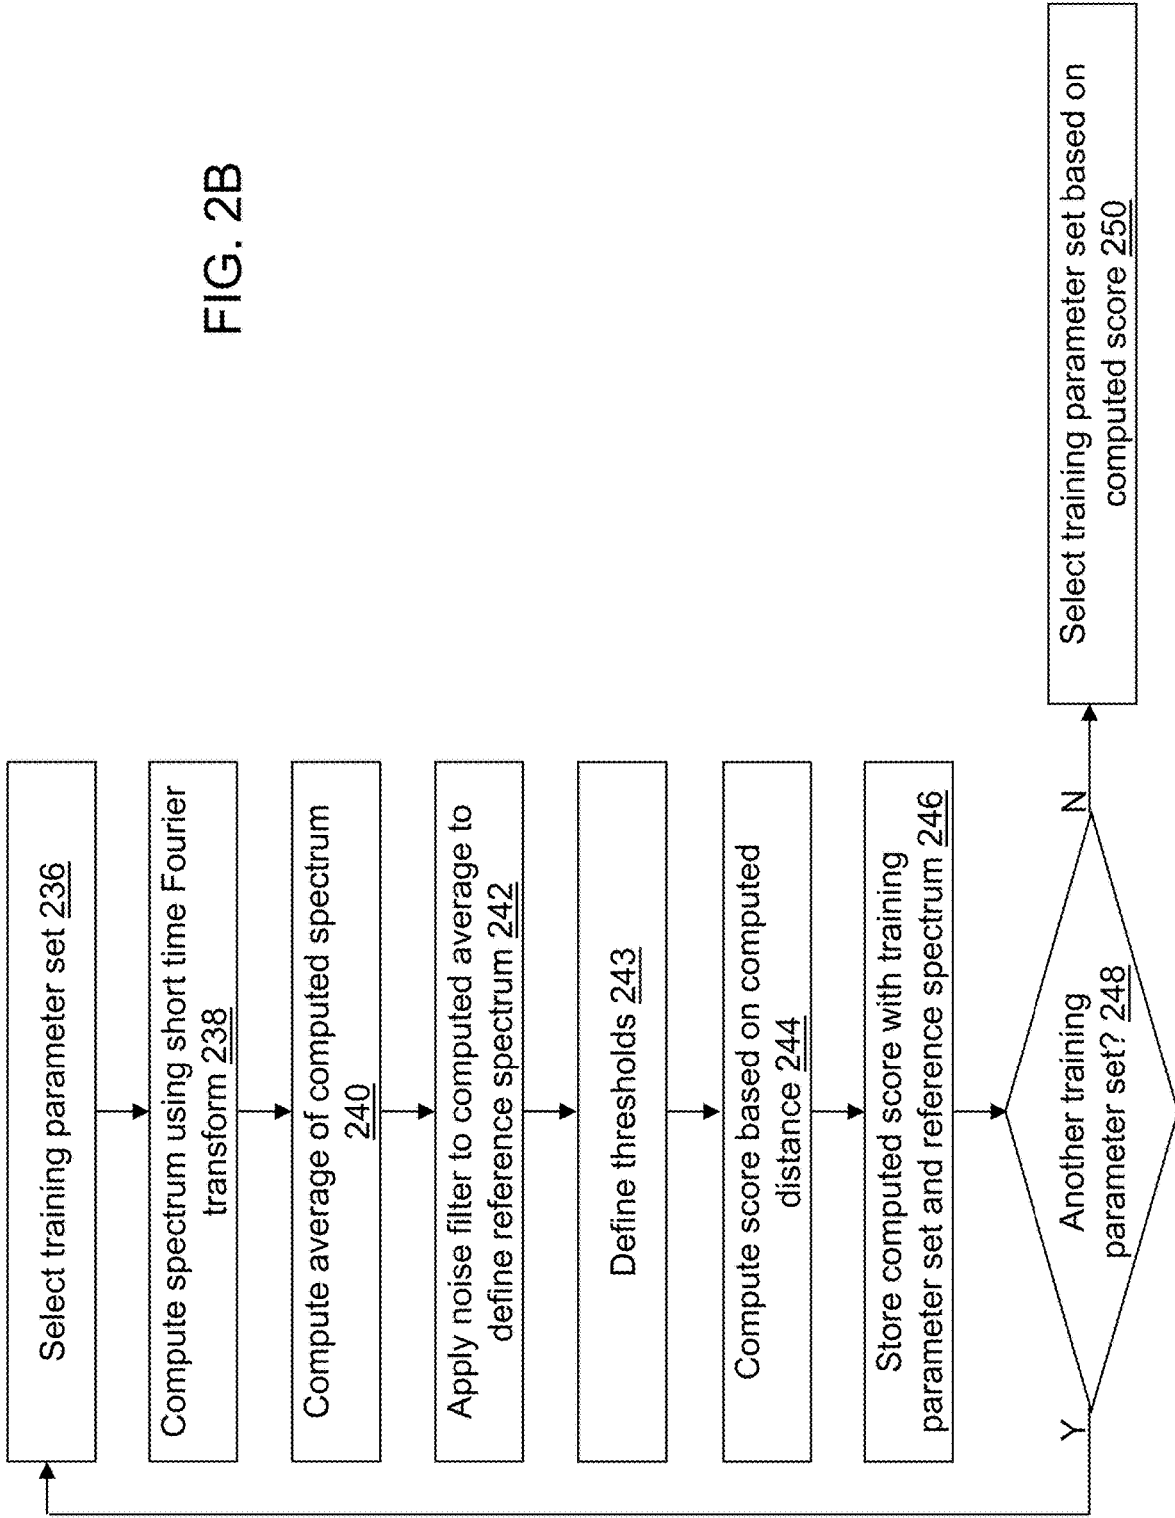 Select training parameter set 236
Compute spectrum using short time Fourier
transform 238
Compute average of computed spectrum
240
Apply noise filter to computed average to
define reference spectrum 242
Define thresholds 243
Compute score based on computed
distance 244
Store computed score with training
parameter set and reference spectrum 246
Another training
parameter set? 248
Y
N
Select training parameter set based on
computed score 250
FIG. 2B